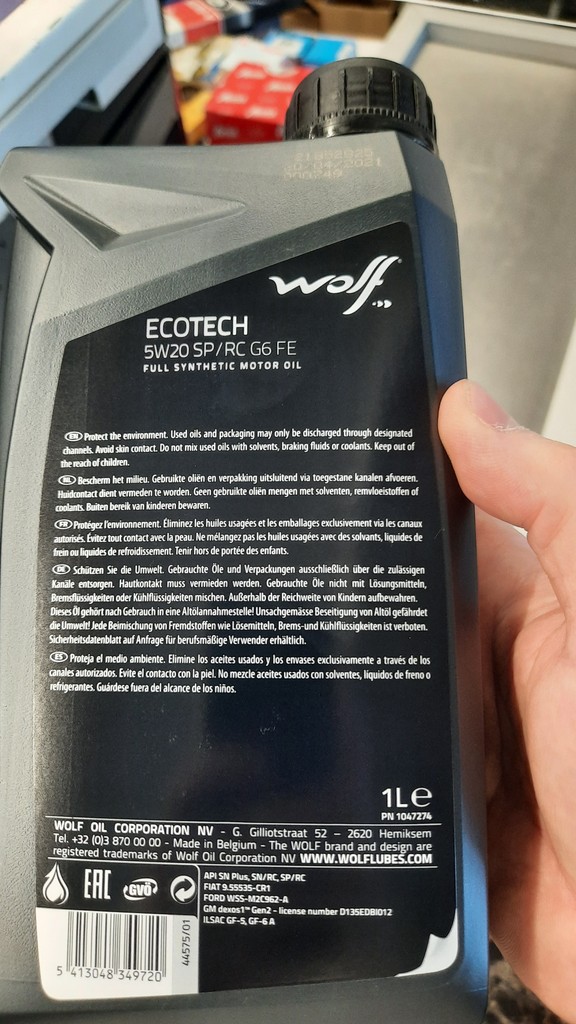 20/04/2021
000749
wolf
ECOTECH
5W20 SP/RC G6 FE
FULL SYNTHETIC MOTOR OIL
EN Protect the environment. Used oils and packaging may only be discharged through designated
channels. Avoid skin contact. Do not mix used oils with solvents, braking fluids or coolants. Keep out of
the reach of children.
NL Bescherm het milieu. Gebruikte oliën en verpakking uitsluitend via toegestane kanalen afvoeren.
Huidcontact dient vermeden te worden. Geen gebruikte oliën mengen met solventen, remvloeistoffen of
coolants. Buiten bereik van kinderen bewaren.
FR Protégez l'environnement. Éliminez les huiles usagées et les emballages exclusivement via les canaux
autorisés. Évitez tout contact avec la peau. Ne mélangez pas les huiles usagées avec des solvants, liquides de
frein ou liquides de refroidissement. Tenir hors de portée des enfants.
DE Schützen Sie die Umwelt. Gebrauchte Öle und Verpackungen ausschließlich über die zulässigen
Kanäle entsorgen. Hautkontakt muss vermieden werden. Gebrauchte Öle nicht mit Lösungsmitteln,
Bremsflüssigkeiten oder Kühlflüssigkeiten mischen. Außerhalb der Reichweite von Kindern aufbewahren.
Dieses Öl gehört nach Gebrauch in eine Altölannahmestelle! Unsachgemässe Beseitigung von Altöl gefährdet
die Umwelt! Jede Beimischung von Fremdstoffen wie Lösemitteln, Brems-und Kühlflüssigkeit ist verboten.
Sicherheitsdatenblatt auf Anfrage für berufsmäßige Verwender erhältlich.
ES Proteja el medio ambiente. Elimine los aceites usados y los envases exclusivamente a través de los
canales autorizados. Evite el contacto con la piel. No mezcle aceites usados con solventes, líquidos de freno o
refrigerantes. Guárdese fuera del alcance de los niños.
1L e
PN 1047274
WOLF OIL CORPORATION NV - G. Gilliotstraat 52 – 2620 Hemiksem
Tel. +32 (0)3 870 00 00 - Made in Belgium - The WOLF brand and design are
registered trademarks of Wolf Oil Corporation NV WWW.WOLFLUBES.COM
EAC GVÖ
API SN Plus, SN/RC, SP/RC
FIAT 9.55535-CR1
FORD WSS-M2C962-A
GM dexos1™ Gen2 - license number D135EDBI012
ILSAC GF-5, GF-6 A
44575/01
5 413048 349720